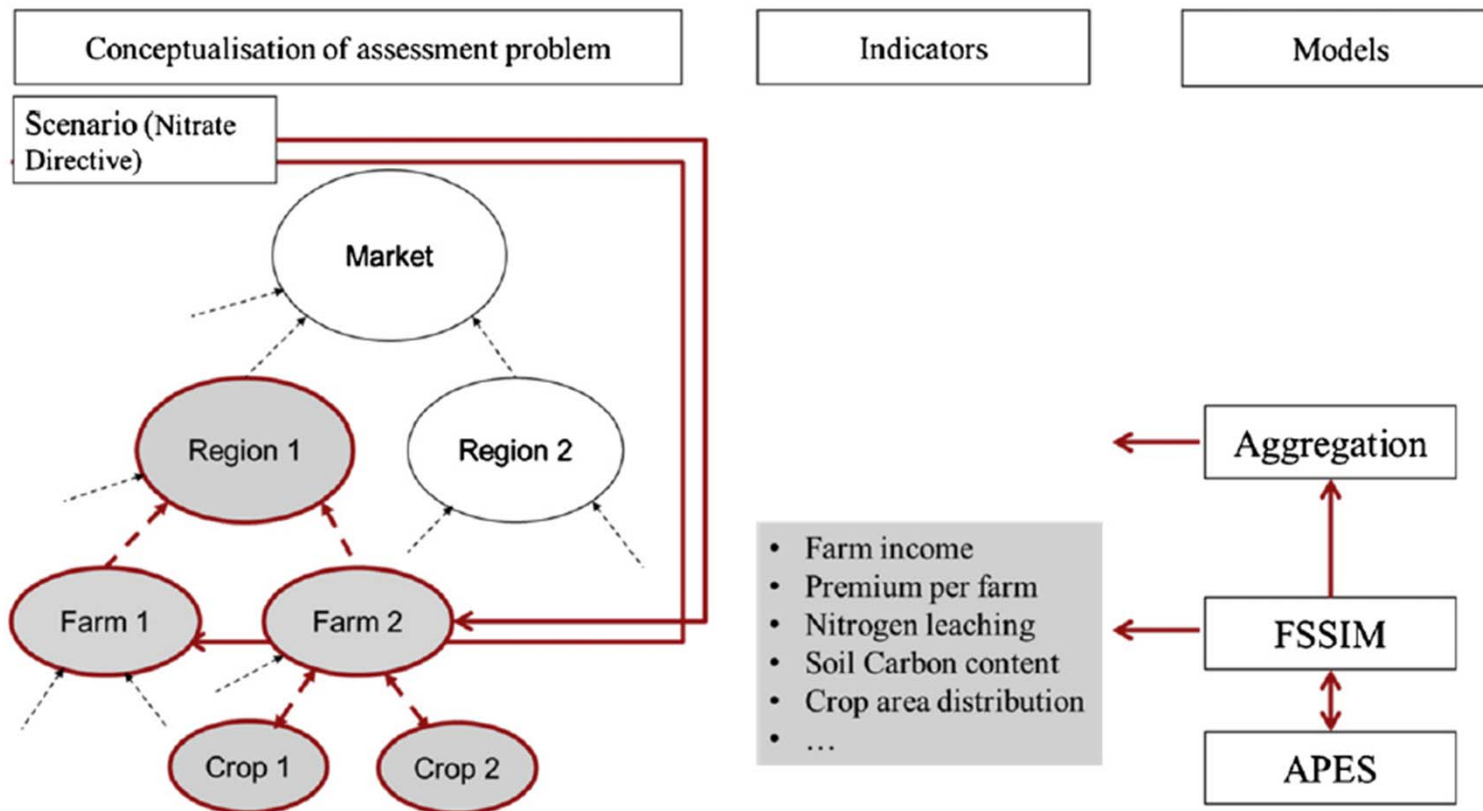 Conceptualisation of assessment problem
Indicators
Models
Scenario (Nitrate
Directive)
Market
Region 1
Region 2
Farm 1
Farm 2
Crop 1
Crop 2
• Farm income
• Premium per farm
• Nitrogen leaching
• Soil Carbon content
• Crop area distribution
• …
Aggregation
FSSIM
APES